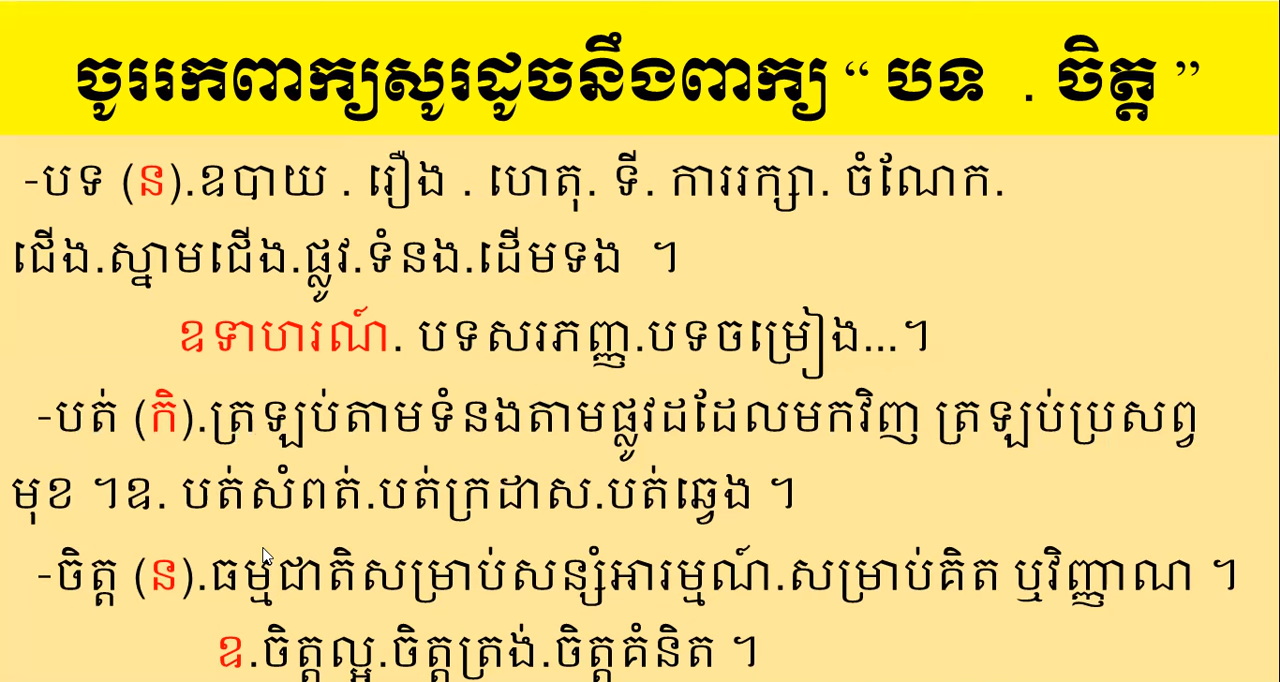 ចូររកពាក្យសូរដូចនឹងពាក្យ “ បទ . ចិត្ត ”
-បទ (ន).ឧបាយ . រឿង . ហេតុ. ទី. ការរក្សា. ចំណែក.
ជើង.ស្នាមជើង.ផ្លូវ.ទំនង.ដើមទង ។
ឧទាហរណ៍. បទសរភញ្ញ.បទចម្រៀង...។
-បត់ (កិ).ត្រឡប់តាមទំនងតាមផ្លូវដដែលមកវិញ ត្រឡប់ប្រសព្វ
មុខ ។ឧ. បត់សំពត់.បត់ក្រដាស.បត់ឆ្វេង ។
-ចិត្ត (ន).ធម្មជាតិសម្រាប់សន្សំអារម្មណ៍.សម្រាប់គិត ឬវិញ្ញាណ ។
ឧ.ចិត្តល្អ.ចិត្តត្រង់.ចិត្តគំនិត ។